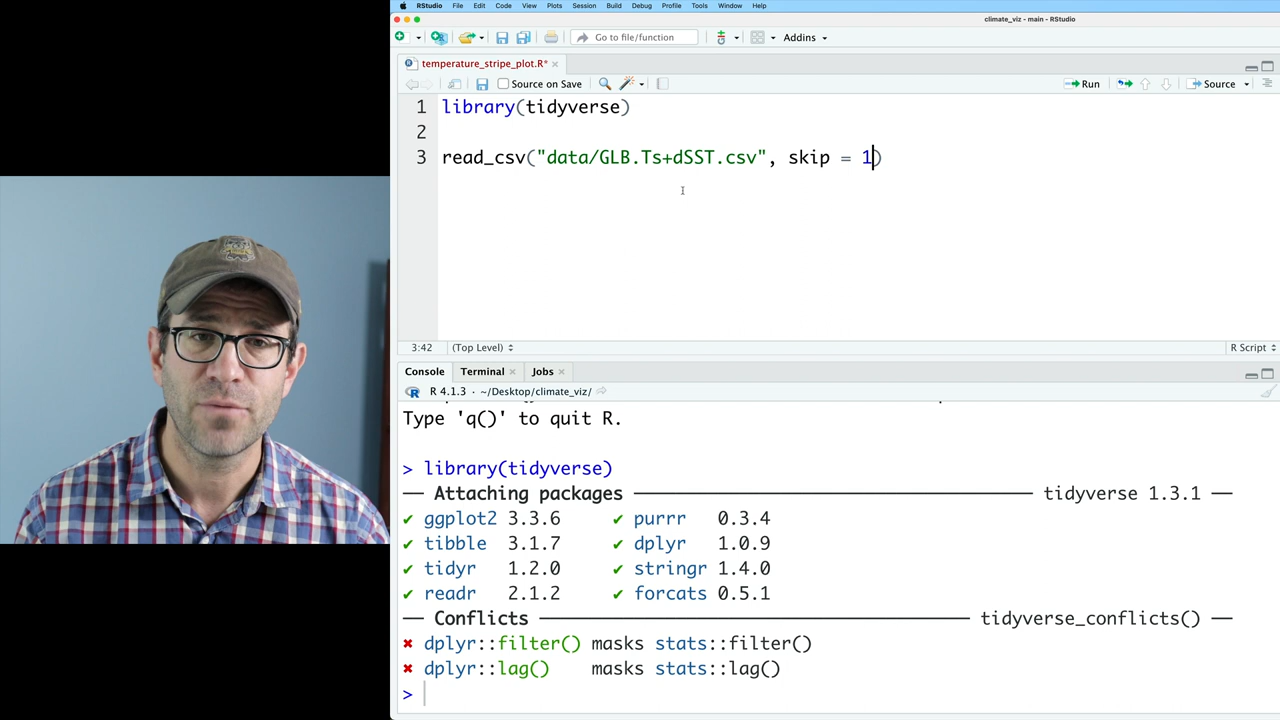 RStudio File Edit Code View Plots Session Build Debug Profile Tools Window Help
climate_viz - main - RStudio
Go to file/function Addins
temperature_stripe_plot.R*
Source on Save Run Source
1 library(tidyverse)
2
3 read_csv("data/GLB.Ts+dSST.csv", skip = 1)
3:42 (Top Level) R Script
Console Terminal Jobs
R 4.1.3 · ~/Desktop/climate_viz/
Type 'q()' to quit R.
> library(tidyverse)
── Attaching packages ── tidyverse 1.3.1 ──
✔ ggplot2 3.3.6 ✔ purrr 0.3.4
✔ tibble 3.1.7 ✔ dplyr 1.0.9
✔ tidyr 1.2.0 ✔ stringr 1.4.0
✔ readr 2.1.2 ✔ forcats 0.5.1
── Conflicts ── tidyverse_conflicts() ──
✖ dplyr::filter() masks stats::filter()
✖ dplyr::lag() masks stats::lag()
>